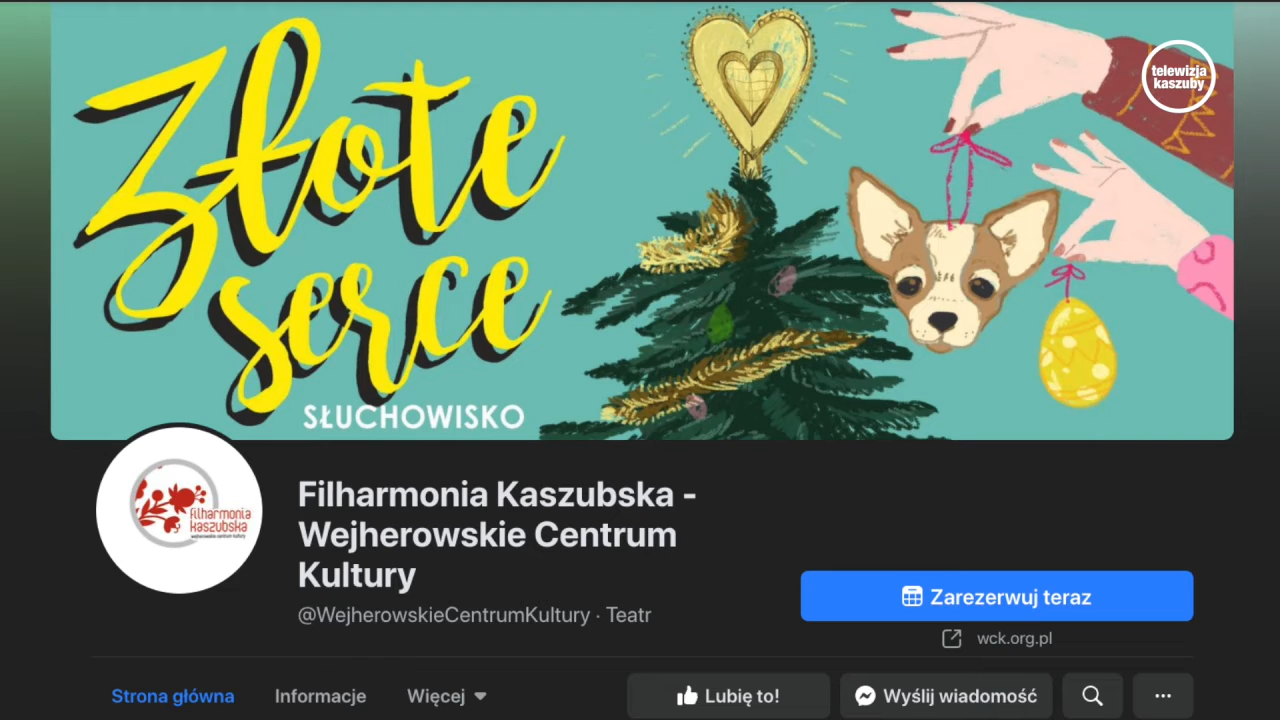 telewizja
kaszuby
Złote
serce
SŁUCHOWISKO
filharmonia
kaszubska
wejherowskie centrum kultury
Filharmonia Kaszubska -
Wejherowskie Centrum
Kultury
@WejherowskieCentrumKultury · Teatr
Zarezerwuj teraz
wck.org.pl
Strona główna Informacje Więcej Lubię to! Wyślij wiadomość